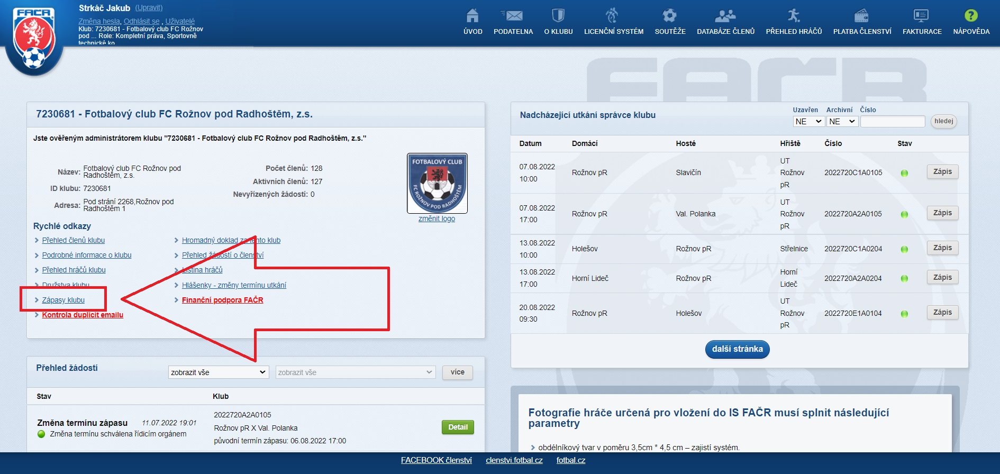 FACR
Strkáč Jakub (Upravit)
Změna hesla, Odhlásit se , Uživatelé
Klub: 7230681 - Fotbalový club FC Rožnov
pod ... Role: Kompletní práva, Sportovně
technické ko
ÚVOD PODATELNA O KLUBU LICENČNÍ SYSTÉM SOUTĚŽE DATABÁZE ČLENŮ PŘEHLED HRÁČŮ PLATBA ČLENSTVÍ FAKTURACE NÁPOVĚDA
FACR
7230681 - Fotbalový club FC Rožnov pod Radhoštěm, z.s.
Jste ověřeným administrátorem klubu "7230681 - Fotbalový club FC Rožnov pod Radhoštěm, z.s."
Název: Fotbalový club FC Rožnov pod
Radhoštěm, z.s.
ID klubu: 7230681
Adresa: Pod strání 2268,Rožnov pod
Radhoštěm 1
Počet členů: 128
Aktivních členů: 127
Nevyřízených žádostí: 0
FOTBALOVÝ CLUB
FC ROŽNOV POD RADHOŠTĚM
změnit logo
Rychlé odkazy
Přehled členů klubu
Podrobné informace o klubu
Přehled hráčů klubu
Družstva klubu
Zápasy klubu
Kontrola duplicit emailu
Hromadný doklad za tento klub
Přehled žádostí o členství
Listina hráčů
Hlášenky - změny termínu utkání
Finanční podpora FAČR
Přehled žádostí
zobrazit vše zobrazit vše více
Stav Klub
Změna termínu zápasu 11.07.2022 19:01
Změna termínu schválena řídicím orgánem
2022720A2A0105
Rožnov pR X Val. Polanka
původní termín zápasu: 06.08.2022 17:00
Detail
Nadcházející utkání správce klubu
Uzavřen Archivní Číslo
NE NE hledej
Datum Domácí Hosté Hřiště Číslo Stav
07.08.2022
10:00
Rožnov pR Slavičín
UT
Rožnov
pR
2022720C1A0105 Zápis
07.08.2022
17:00
Rožnov pR Val. Polanka
UT
Rožnov
pR
2022720A2A0105 Zápis
13.08.2022
10:00
Holešov Rožnov pR Střelnice 2022720C1A0204 Zápis
13.08.2022
17:00
Horní Lideč Rožnov pR
Horní
Lideč
2022720A2A0204 Zápis
20.08.2022
09:30
Rožnov pR Holešov
UT
Rožnov
pR
2022720E1A0104 Zápis
další stránka
Fotografie hráče určená pro vložení do IS FAČR musí splnit následující
parametry
obdélníkový tvar v poměru 3,5cm * 4,5 cm – zajistí systém.
FACEBOOK členství clenstvi.fotbal.cz fotbal.cz